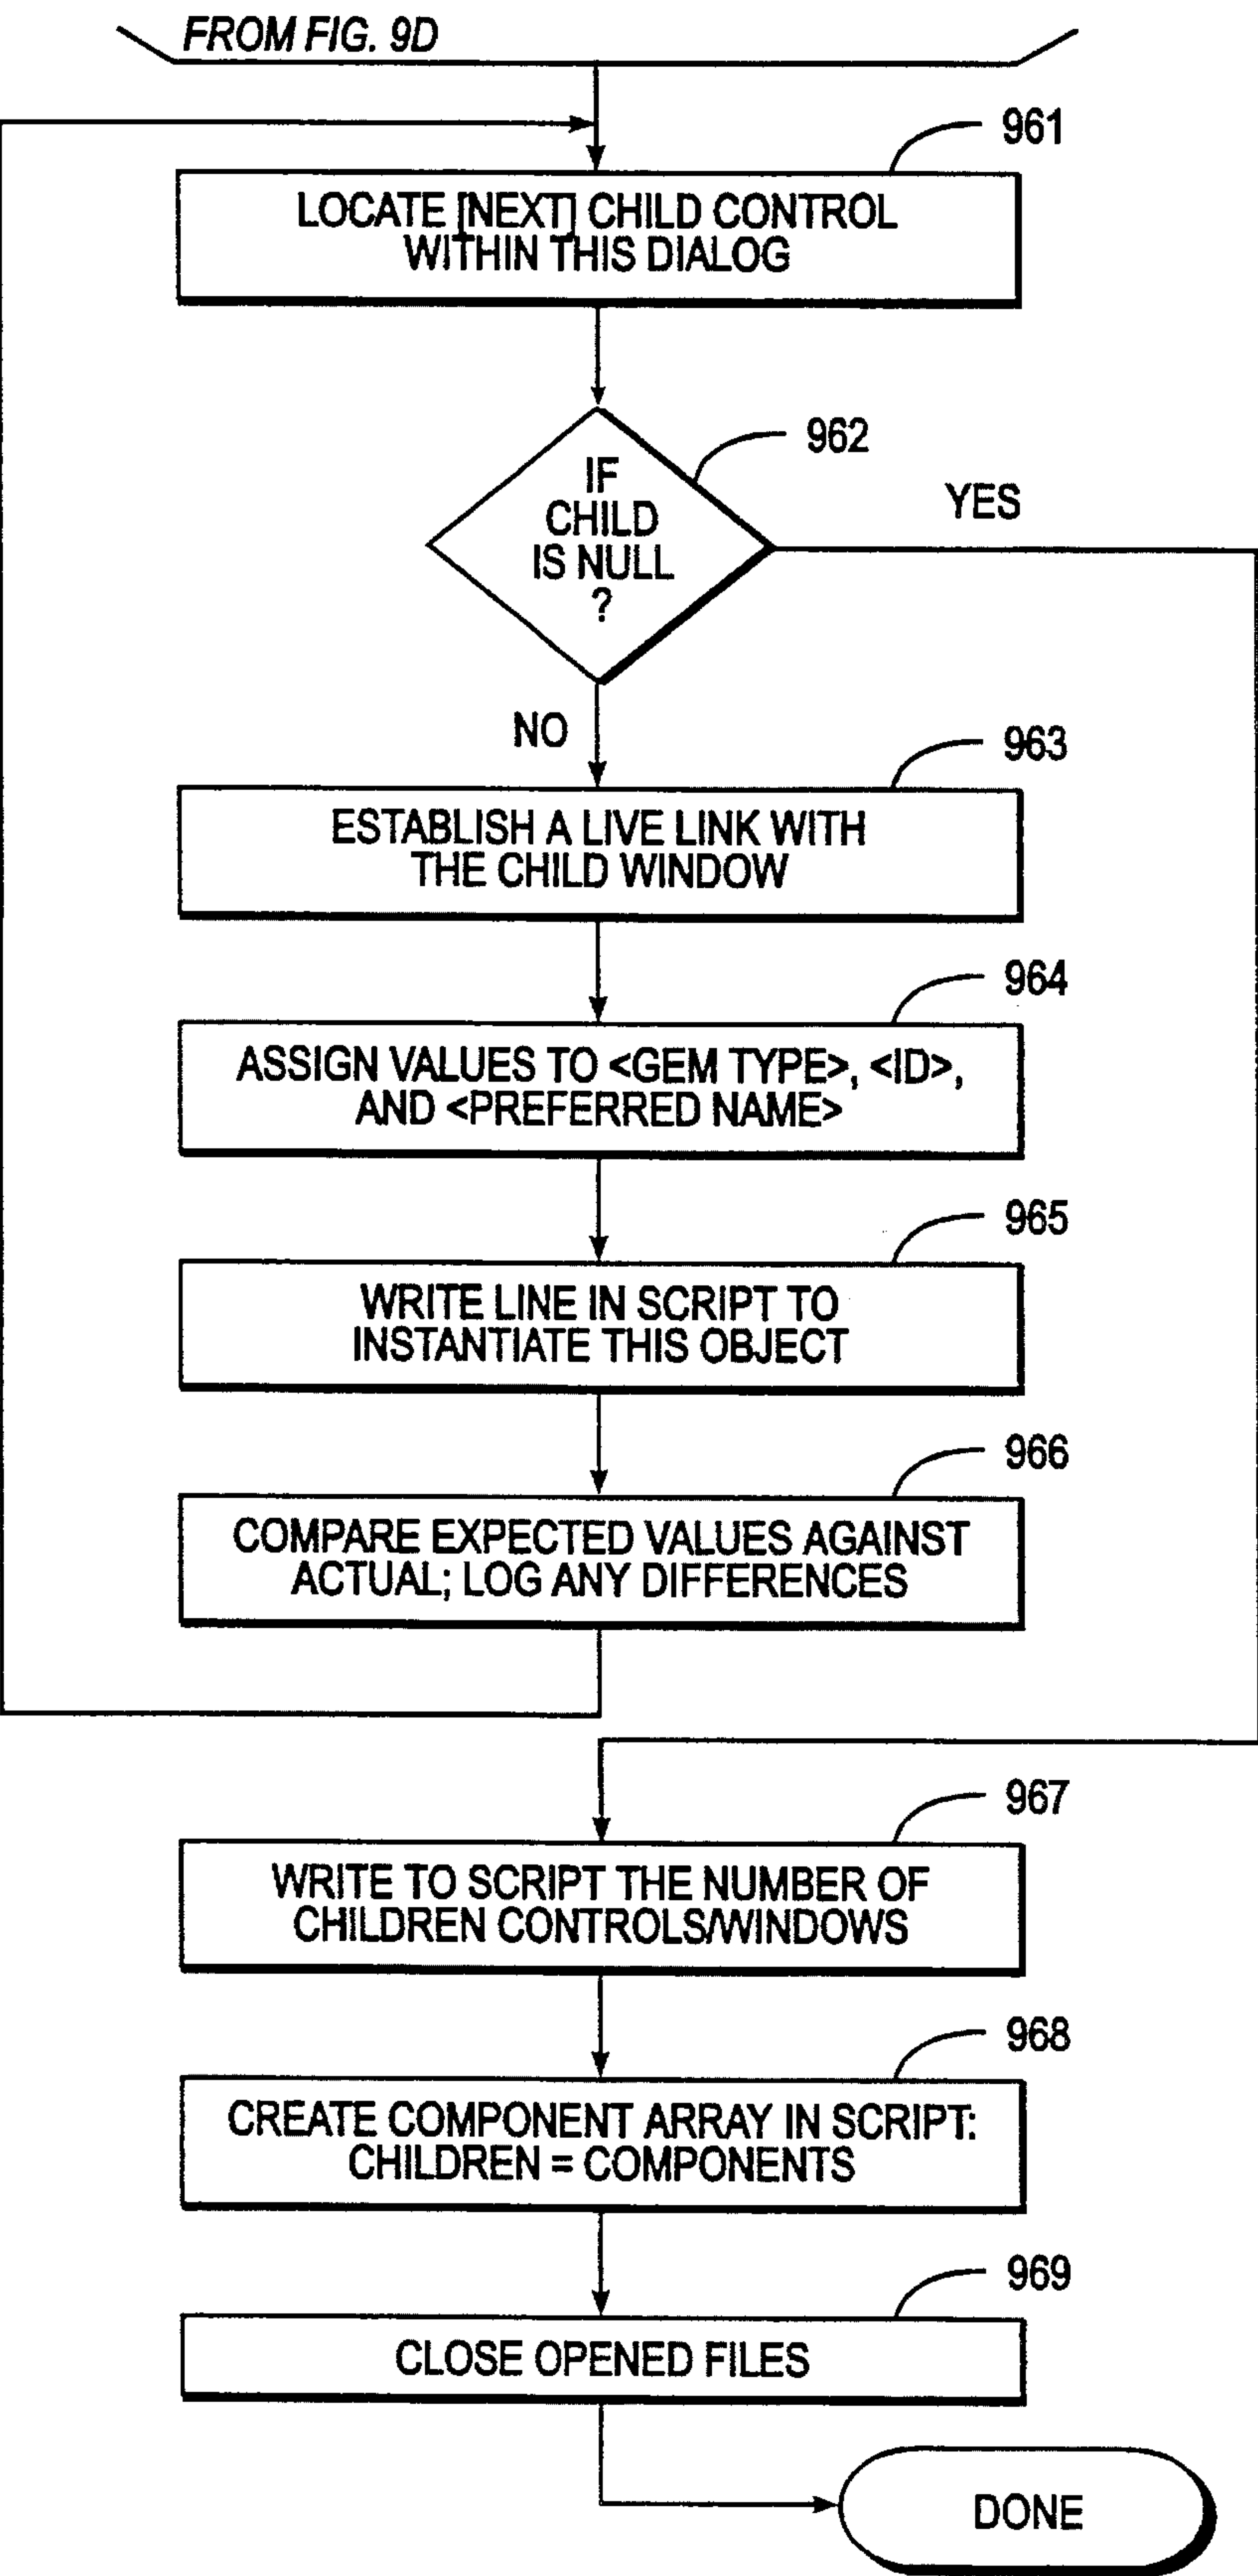 FROM FIG. 9D
961
LOCATE [NEXT] CHILD CONTROL
WITHIN THIS DIALOG
962
IF
CHILD
IS NULL
?
YES
NO
963
ESTABLISH A LIVE LINK WITH
THE CHILD WINDOW
964
ASSIGN VALUES TO <GEM TYPE>, <ID>,
AND <PREFERRED NAME>
965
WRITE LINE IN SCRIPT TO
INSTANTIATE THIS OBJECT
966
COMPARE EXPECTED VALUES AGAINST
ACTUAL; LOG ANY DIFFERENCES
967
WRITE TO SCRIPT THE NUMBER OF
CHILDREN CONTROLS/WINDOWS
968
CREATE COMPONENT ARRAY IN SCRIPT:
CHILDREN = COMPONENTS
969
CLOSE OPENED FILES
DONE